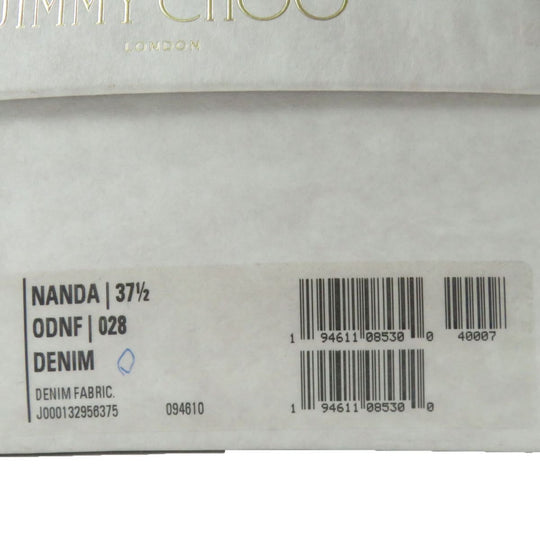 JIMMY CHOO
LONDON
NANDA | 37½
ODNF | 028
DENIM
DENIM FABRIC.
J000132956375 094610
1 94611 08530 0
40007
1 94611 08530 0